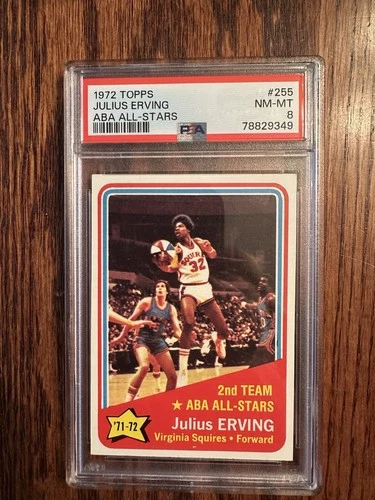 1972 TOPPS #255
JULIUS ERVING NM-MT
ABA ALL-STARS 8
PSA 78829349
32
2nd TEAM
★ ABA ALL-STARS
'71-72
Julius ERVING
Virginia Squires • Forward